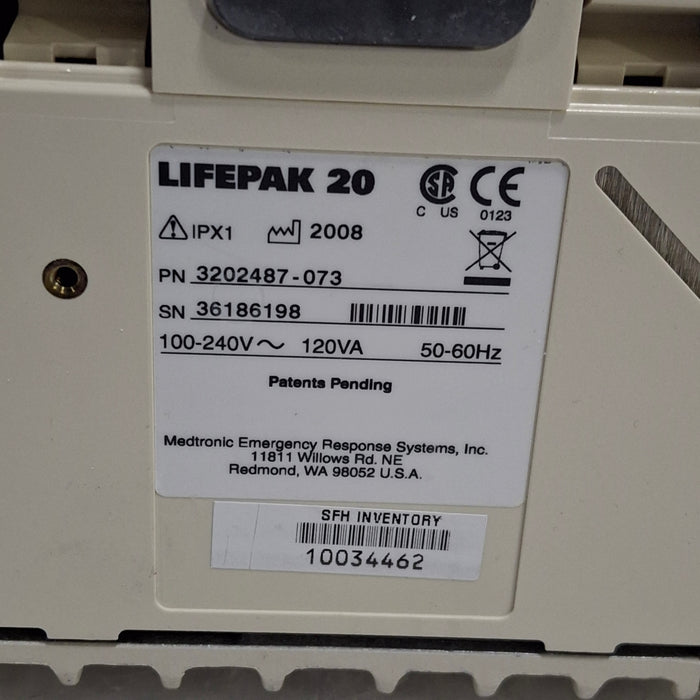 LIFEPAK 20
C US
CE
0123
IPX1 2008
PN 3202487-073
SN 36186198
100-240V~ 120VA 50-60Hz
Patents Pending
Medtronic Emergency Response Systems, Inc.
11811 Willows Rd. NE
Redmond, WA 98052 U.S.A.
SFH INVENTORY
10034462